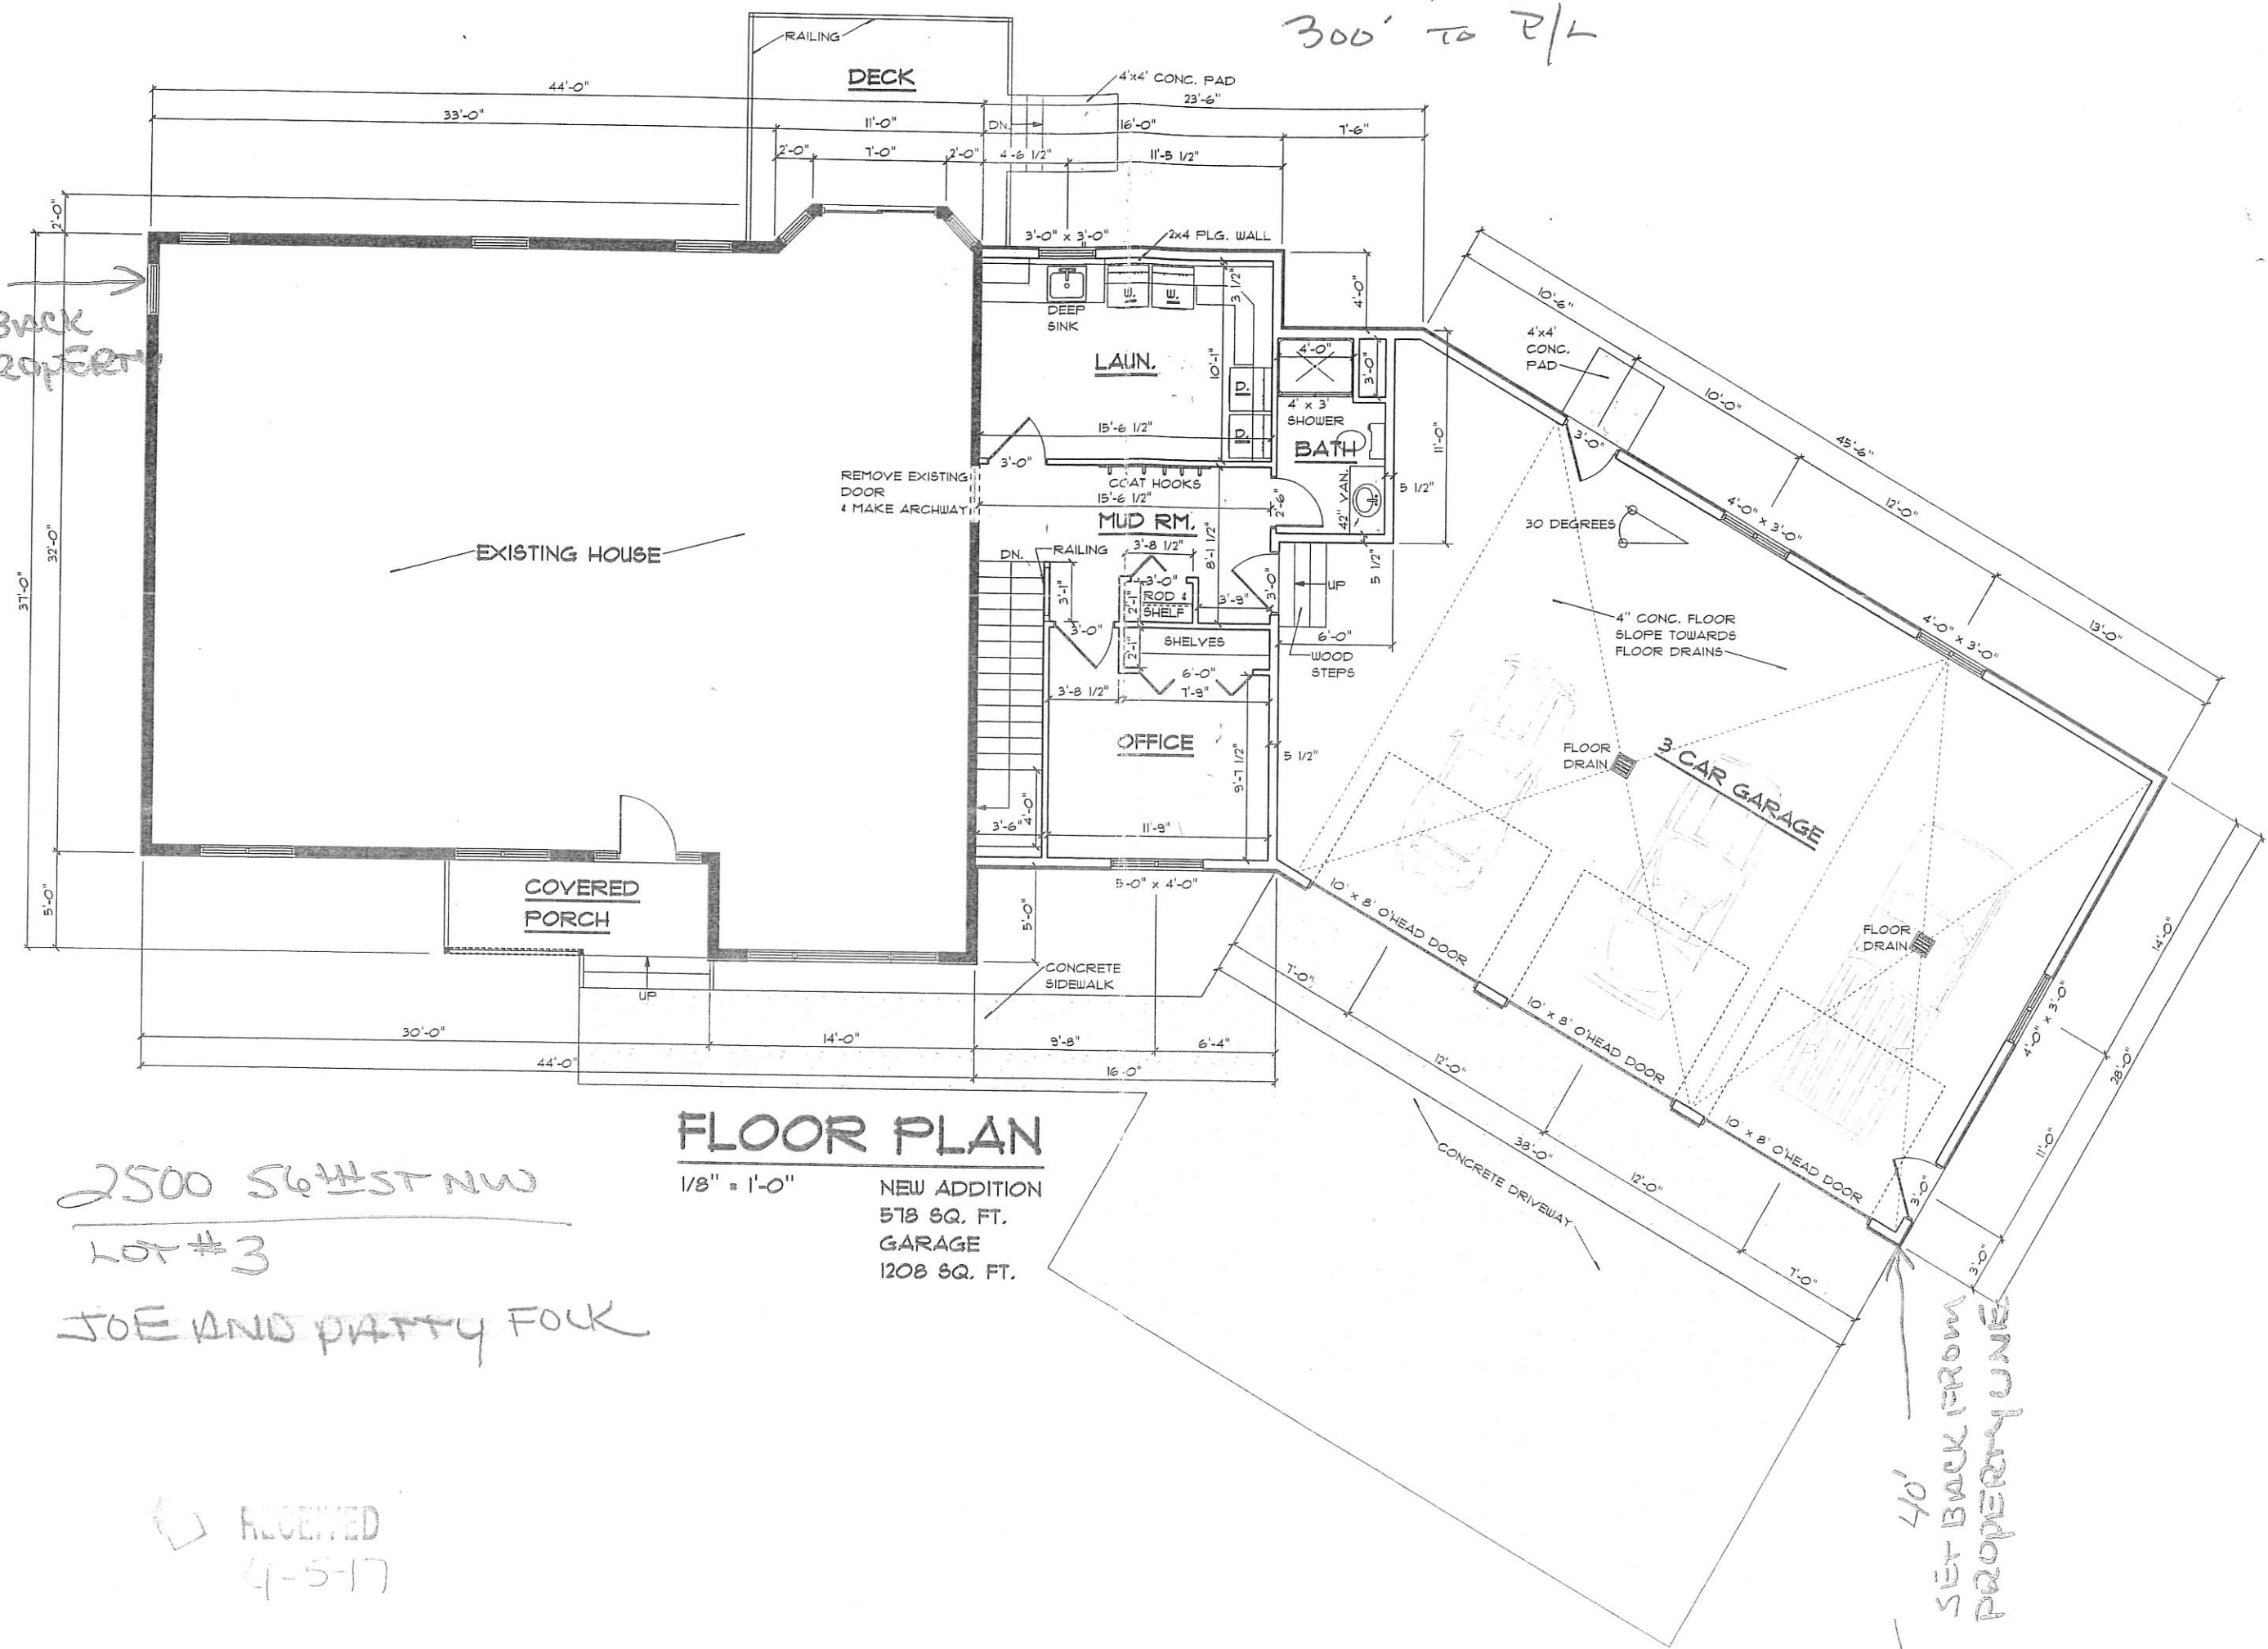 300' TO P/L
RAILING
DECK
4'x4' CONC. PAD
44'-0"
23'-6"
33'-0"
11'-0"
DN.
16'-0"
7'-6"
2'-0"
7'-0"
2'-0"
4'-6 1/2"
11'-5 1/2"
2'-0"
3'-0" x 3'-0"
2x4 PLG. WALL
BACK
DEEP
SINK
W.
W.
3 1/2"
4'-0"
LAUN.
10'-1"
D.
D.
15'-6 1/2"
3'-0"
4'-0"
3'-0"
4' x 3'
SHOWER
BATH
11'-0"
42" VAN.
5 1/2"
2'-6"
10'-6"
4'x4'
CONC.
PAD
10'-0"
45'-6"
3'-0"
12'-0"
4'-0" x 3'-0"
30 DEGREES
13'-0"
4'-0" x 3'-0"
REMOVE EXISTING
DOOR
& MAKE ARCHWAY
COAT HOOKS
15'-6 1/2"
MUD RM.
3'-8 1/2"
8'-1 1/2"
DN.
RAILING
3'-0"
ROD &
SHELF
3'-1"
2'-1"
3'-9"
3'-0"
UP
5 1/2"
6'-0"
WOOD
STEPS
3'-0"
2'-1"
SHELVES
6'-0"
3'-8 1/2"
7'-9"
OFFICE
9'-7 1/2"
5 1/2"
11'-9"
3'-6"
4'-0"
EXISTING HOUSE
37'-0"
32'-0"
5'-0"
4" CONC. FLOOR
SLOPE TOWARDS
FLOOR DRAINS
FLOOR
DRAIN
3 CAR GARAGE
FLOOR
DRAIN
COVERED
PORCH
UP
5'-0" x 4'-0"
5'-0"
CONCRETE
SIDEWALK
10' x 8' O'HEAD DOOR
10' x 8' O'HEAD DOOR
10' x 8' O'HEAD DOOR
14'-0"
4'-0" x 3'-0"
28'-0"
11'-0"
3'-0"
3'-0"
7'-0"
12'-0"
38'-0"
12'-0"
7'-0"
CONCRETE DRIVEWAY
30'-0"
14'-0"
9'-8"
6'-4"
44'-0"
16'-0"
FLOOR PLAN
1/8" = 1'-0"
NEW ADDITION
578 SQ. FT.
GARAGE
1208 SQ. FT.
2500 56TH ST NW
LOT #3
JOE AND PATTY FOLK
40'
SET BACK FROM
PROPERTY LINE
RECEIVED
4-5-17